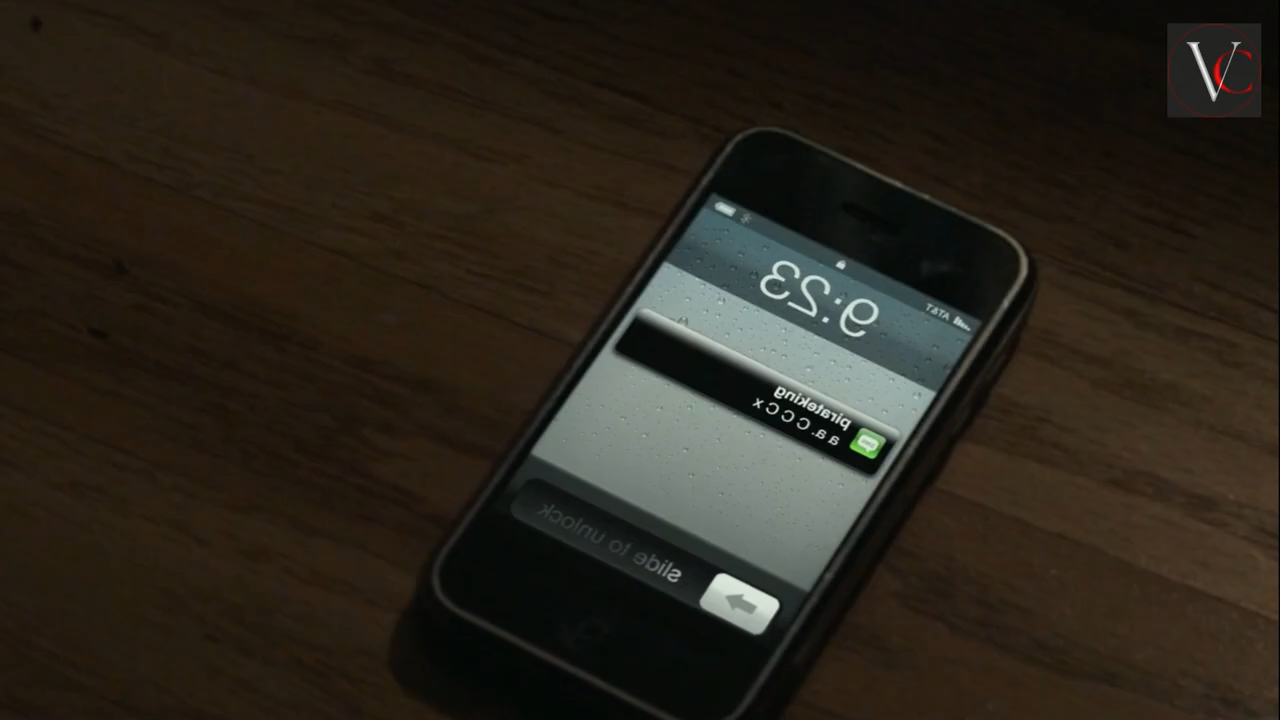 VC
AT&T
9:23
pirateking
a a. C C C C x
slide to unlock